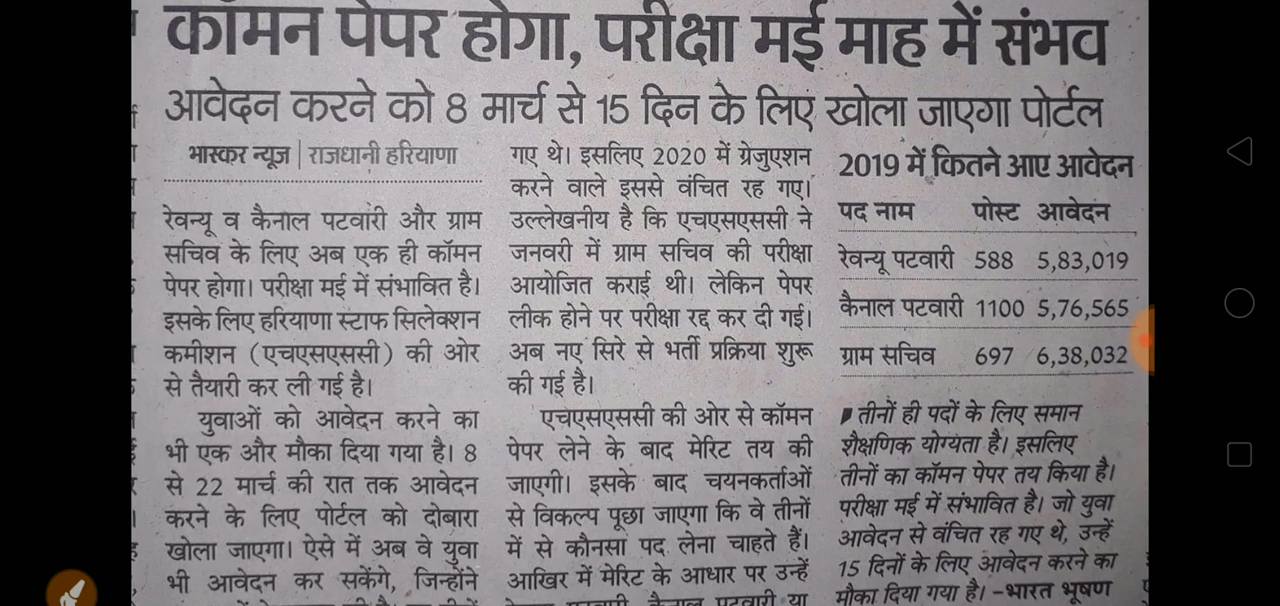 कॉमन पेपर होगा, परीक्षा मई माह में संभव
आवेदन करने को 8 मार्च से 15 दिन के लिए खोला जाएगा पोर्टल
भास्कर न्यूज | राजधानी हरियाणा
रेवन्यू व कैनाल पटवारी और ग्राम
सचिव के लिए अब एक ही कॉमन
पेपर होगा। परीक्षा मई में संभावित है।
इसके लिए हरियाणा स्टाफ सिलेक्शन
कमीशन (एचएसएससी) की ओर
से तैयारी कर ली गई है।
युवाओं को आवेदन करने का
भी एक और मौका दिया गया है। 8
से 22 मार्च की रात तक आवेदन
करने के लिए पोर्टल को दोबारा
खोला जाएगा। ऐसे में अब वे युवा
भी आवेदन कर सकेंगे, जिन्होंने
गए थे। इसलिए 2020 में ग्रेजुएशन
करने वाले इससे वंचित रह गए।
उल्लेखनीय है कि एचएसएससी ने
जनवरी में ग्राम सचिव की परीक्षा
आयोजित कराई थी। लेकिन पेपर
लीक होने पर परीक्षा रद्द कर दी गई।
अब नए सिरे से भर्ती प्रक्रिया शुरू
की गई है।
एचएसएससी की ओर से कॉमन
पेपर लेने के बाद मेरिट तय की
जाएगी। इसके बाद चयनकर्ताओं
से विकल्प पूछा जाएगा कि वे तीनों
में से कौनसा पद लेना चाहते हैं।
आखिर में मेरिट के आधार पर उन्हें
कैनाल पटवारी या
2019 में कितने आए आवेदन
पद नाम पोस्ट आवेदन
रेवन्यू पटवारी 588 5,83,019
कैनाल पटवारी 1100 5,76,565
ग्राम सचिव 697 6,38,032
तीनों ही पदों के लिए समान
शैक्षणिक योग्यता है। इसलिए
तीनों का कॉमन पेपर तय किया है।
परीक्षा मई में संभावित है। जो युवा
आवेदन से वंचित रह गए थे, उन्हें
15 दिनों के लिए आवेदन करने का
मौका दिया गया है। -भारत भूषण